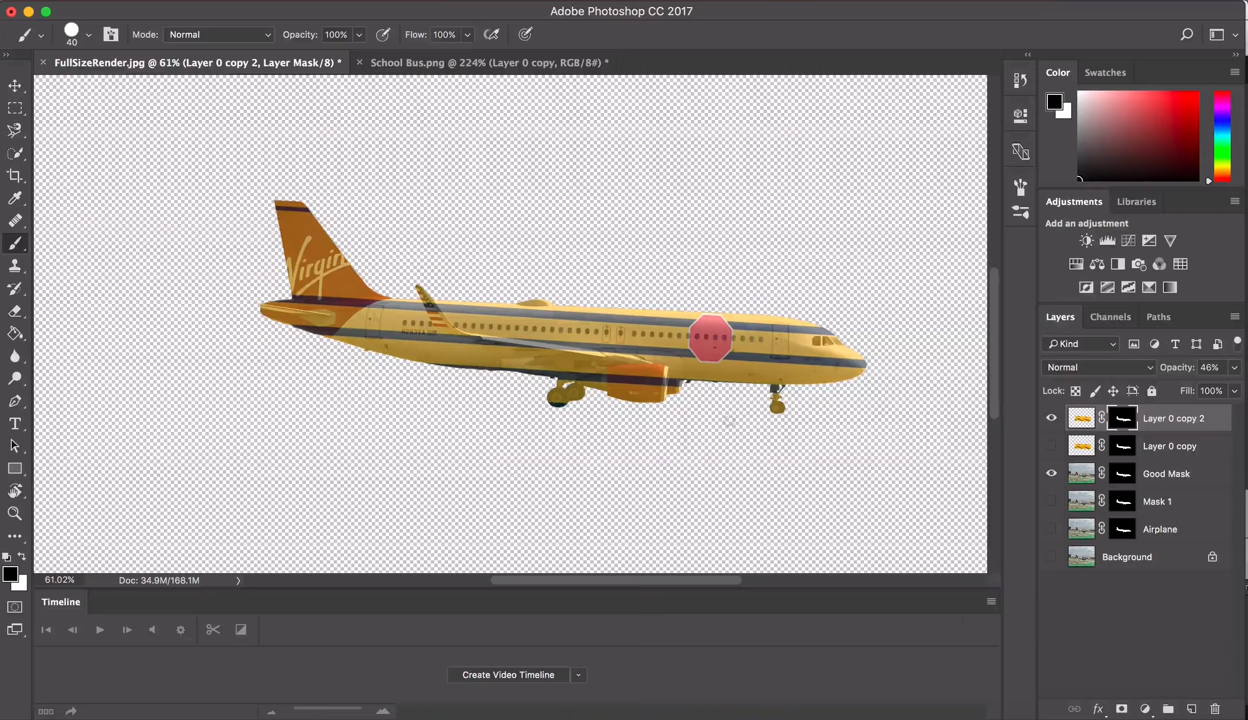 Adobe Photoshop CC 2017
40
Mode: Normal
Opacity: 100%
Flow: 100%
FullSizeRender.jpg @ 61% (Layer 0 copy 2, Layer Mask/8) *
School Bus.png @ 224% (Layer 0 copy, RGB/8#) *
Color
Swatches
Adjustments
Libraries
Add an adjustment
Layers
Channels
Paths
Kind
Normal
Opacity: 46%
Lock:
Fill: 100%
Layer 0 copy 2
Layer 0 copy
Good Mask
Mask 1
Airplane
Background
Virgin
61.02%
Doc: 34.9M/168.1M
Timeline
Create Video Timeline